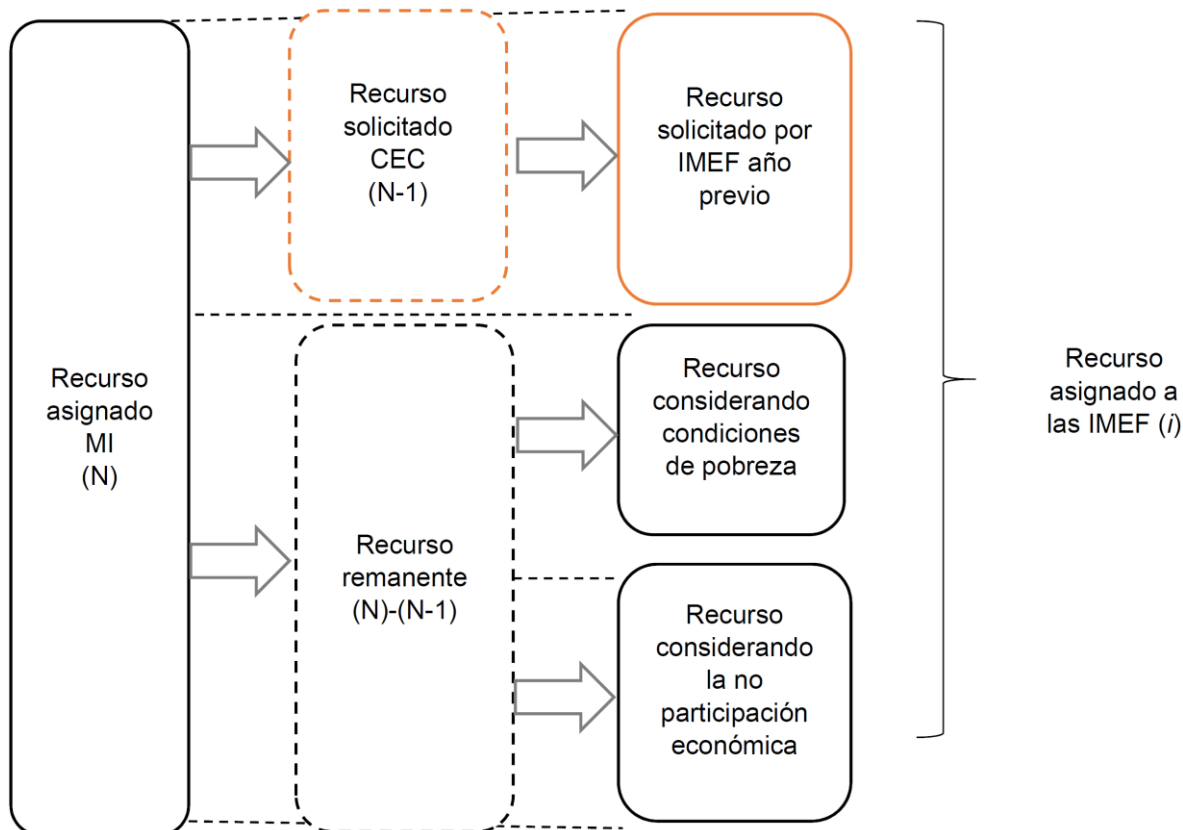 Recurso
asignado
MI
(N)
Recurso
solicitado
CEC
(N-1)
Recurso
solicitado por
IMEF año
previo
Recurso
remanente
(N)-(N-1)
Recurso
considerando
condiciones
de pobreza
Recurso
considerando
la no
participación
económica
Recurso
asignado a
las IMEF (i)